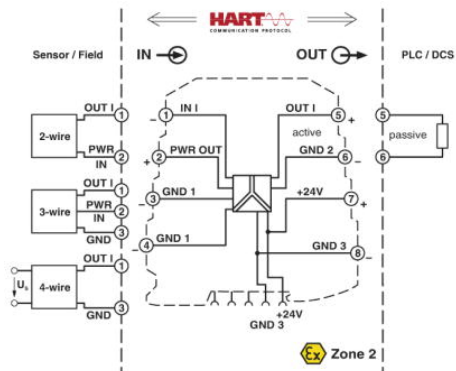 HART
COMMUNICATION PROTOCOL
Sensor / Field
IN
OUT
PLC / DCS
OUT I
1
2-wire
PWR
IN
2
OUT I
1
3-wire
PWR
IN
2
GND
3
OUT I
1
Us
4-wire
GND
3
1
IN I
−
2
PWR OUT
+
3
GND 1
−
4
GND 1
−
OUT I
5
+
active
GND 2
6
−
+24V
7
+
GND 3
8
−
+24V
GND 3
5
passive
6
Ex
Zone 2